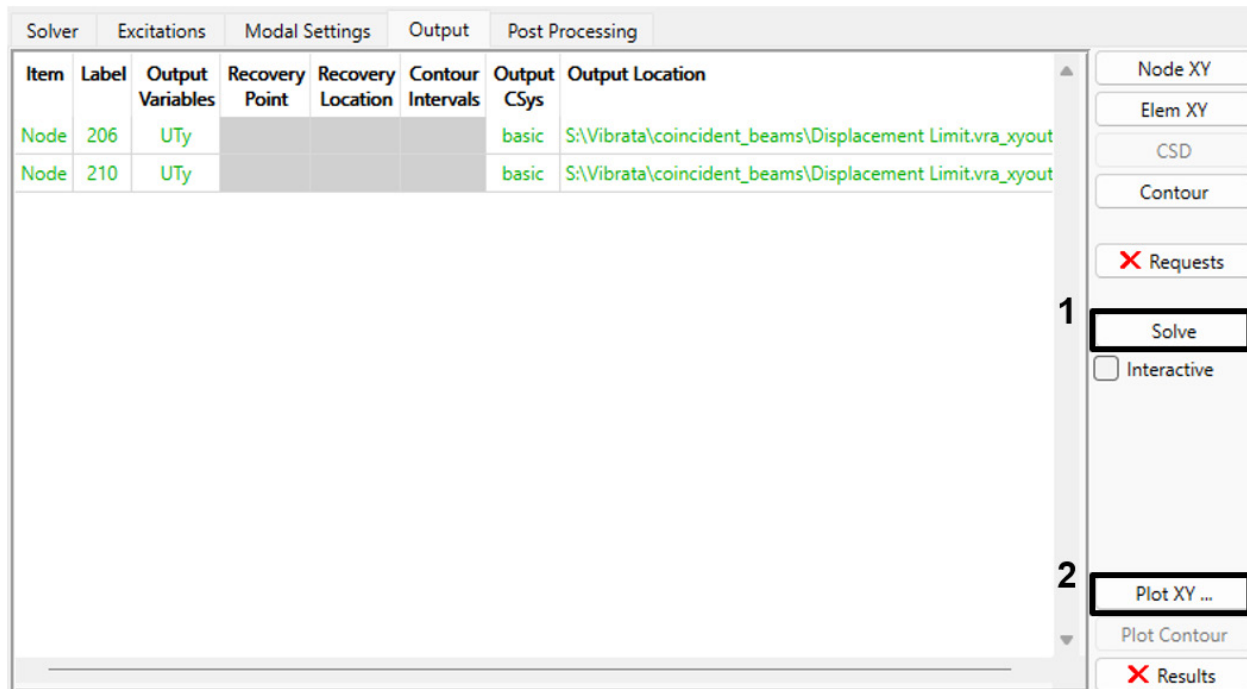 Solver Excitations Modal Settings Output Post Processing
Item Label Output Variables Recovery Point Recovery Location Contour Intervals Output CSys Output Location
Node 206 UTy basic S:\Vibrata\coincident_beams\Displacement Limit.vra_xyout
Node 210 UTy basic S:\Vibrata\coincident_beams\Displacement Limit.vra_xyout
Node XY
Elem XY
CSD
Contour
Requests
1
Solve
Interactive
2
Plot XY ...
Plot Contour
Results